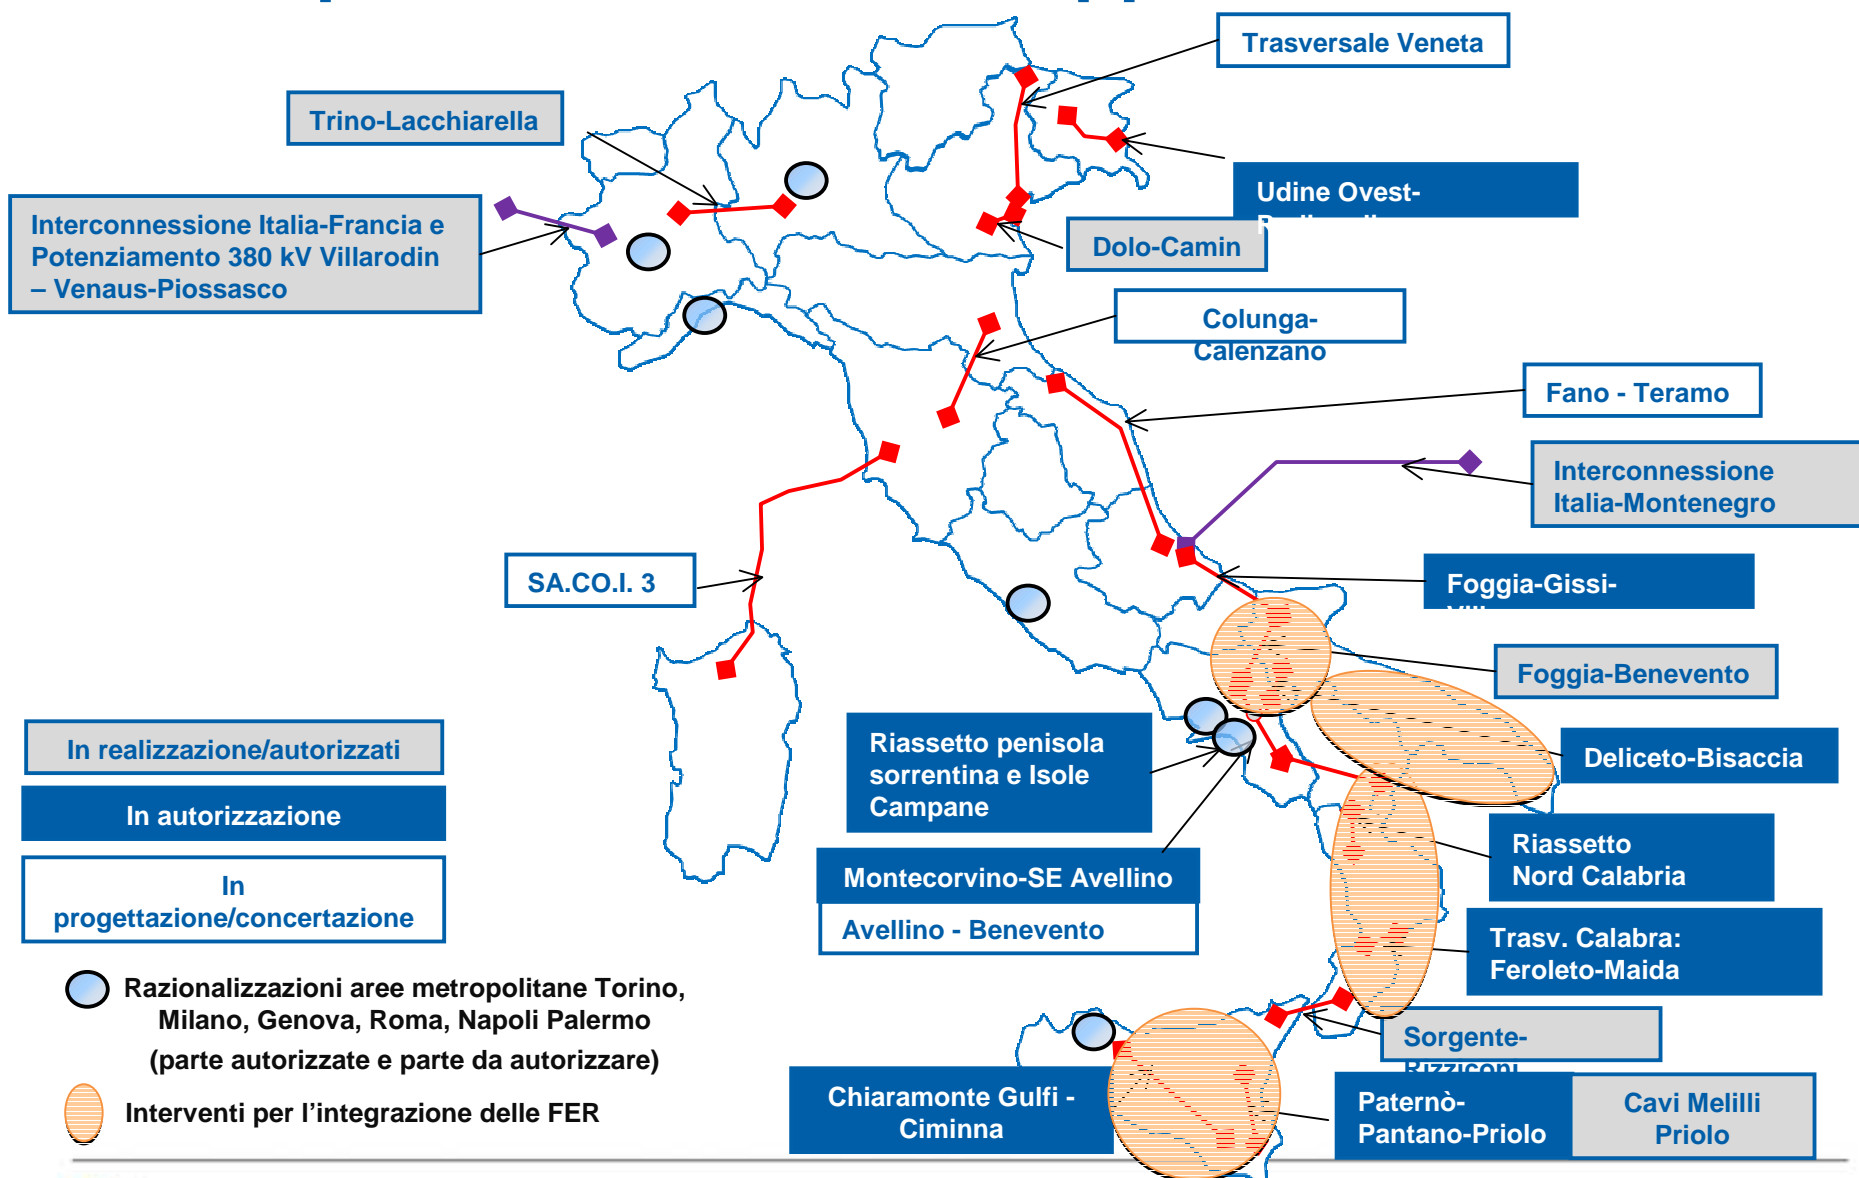 Trasversale Veneta
Trino-Lacchiarella
Udine Ovest-
Interconnessione Italia-Francia e
Potenziamento 380 kV Villarodin
– Venaus-Piossasco
Dolo-Camin
Colunga-
Calenzano
Fano - Teramo
Interconnessione
Italia-Montenegro
SA.CO.I. 3
Foggia-Gissi-
Foggia-Benevento
Riassetto penisola
sorrentina e Isole
Campane
Deliceto-Bisaccia
In realizzazione/autorizzati
In autorizzazione
In
progettazione/concertazione
Riassetto
Nord Calabria
Montecorvino-SE Avellino
Avellino - Benevento
Trasv. Calabra:
Feroleto-Maida
Razionalizzazioni aree metropolitane Torino,
Milano, Genova, Roma, Napoli Palermo
(parte autorizzate e parte da autorizzare)
Sorgente-
Rizziconi
Interventi per l'integrazione delle FER
Chiaramonte Gulfi -
Ciminna
Paternò-
Pantano-Priolo
Cavi Melilli
Priolo